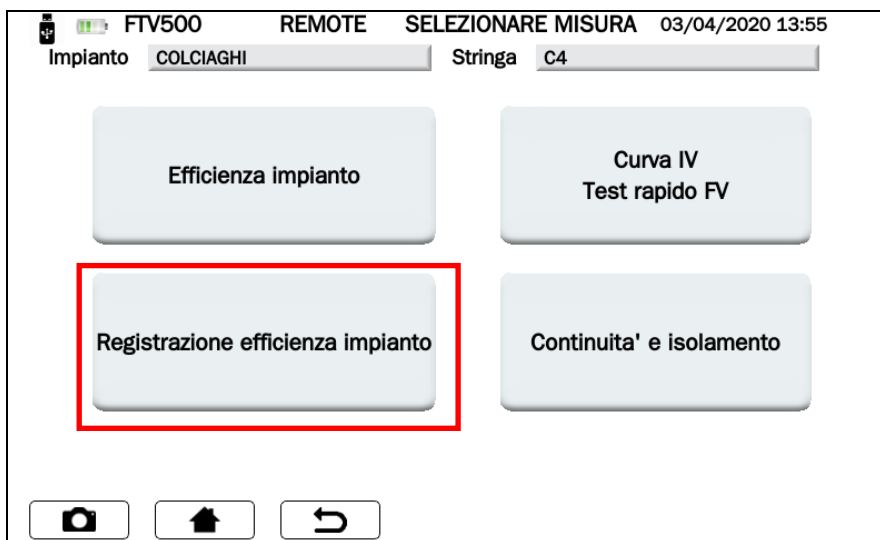 FTV500 REMOTE SELEZIONARE MISURA 03/04/2020 13:55
Impianto COLCIAGHI Stringa C4
Efficienza impianto
Curva IV
Test rapido FV
Registrazione efficienza impianto
Continuita' e isolamento